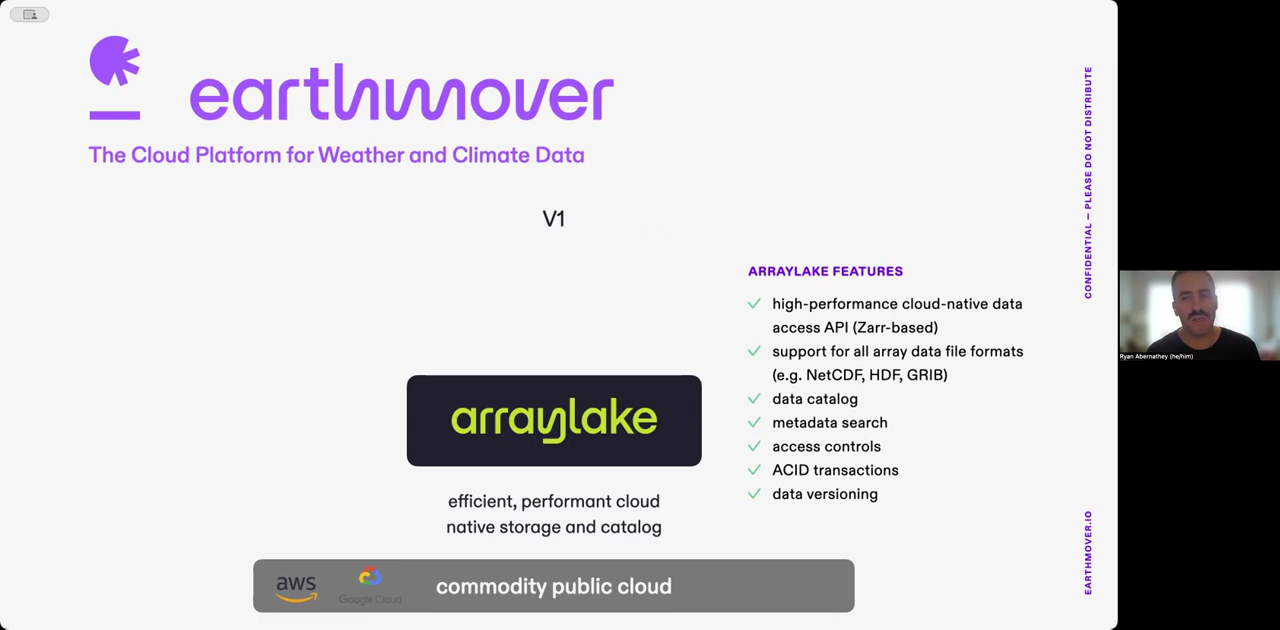 earthmover
The Cloud Platform for Weather and Climate Data
V1
ARRAYLAKE FEATURES
high-performance cloud-native data
access API (Zarr-based)
support for all array data file formats
(e.g. NetCDF, HDF, GRIB)
data catalog
metadata search
access controls
ACID transactions
data versioning
arraylake
efficient, performant cloud
native storage and catalog
aws
Google Cloud
commodity public cloud
CONFIDENTIAL — PLEASE DO NOT DISTRIBUTE
EARTHMOVER.IO
Ryan Abernathey (he/him)